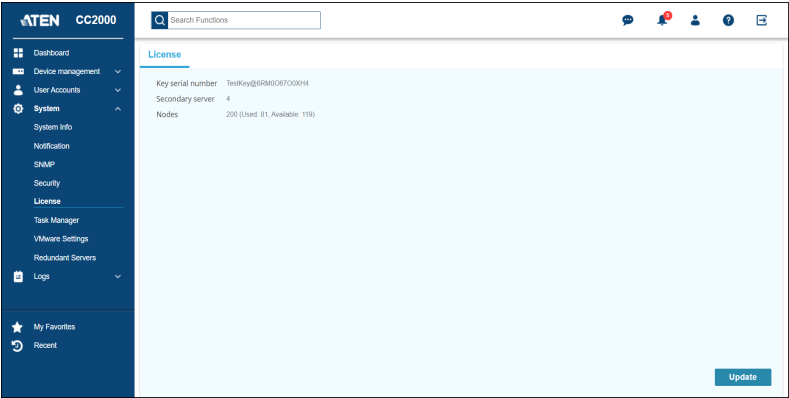 ATEN CC2000
Search Functions
6
Dashboard
Device management
User Accounts
System
System Info
Notification
SNMP
Security
License
Task Manager
VMware Settings
Redundant Servers
Logs
My Favorites
Recent
License
Key serial number TestKey@6RM0O67O0XH4
Secondary server 4
Nodes 200 (Used: 81, Available: 119)
Update